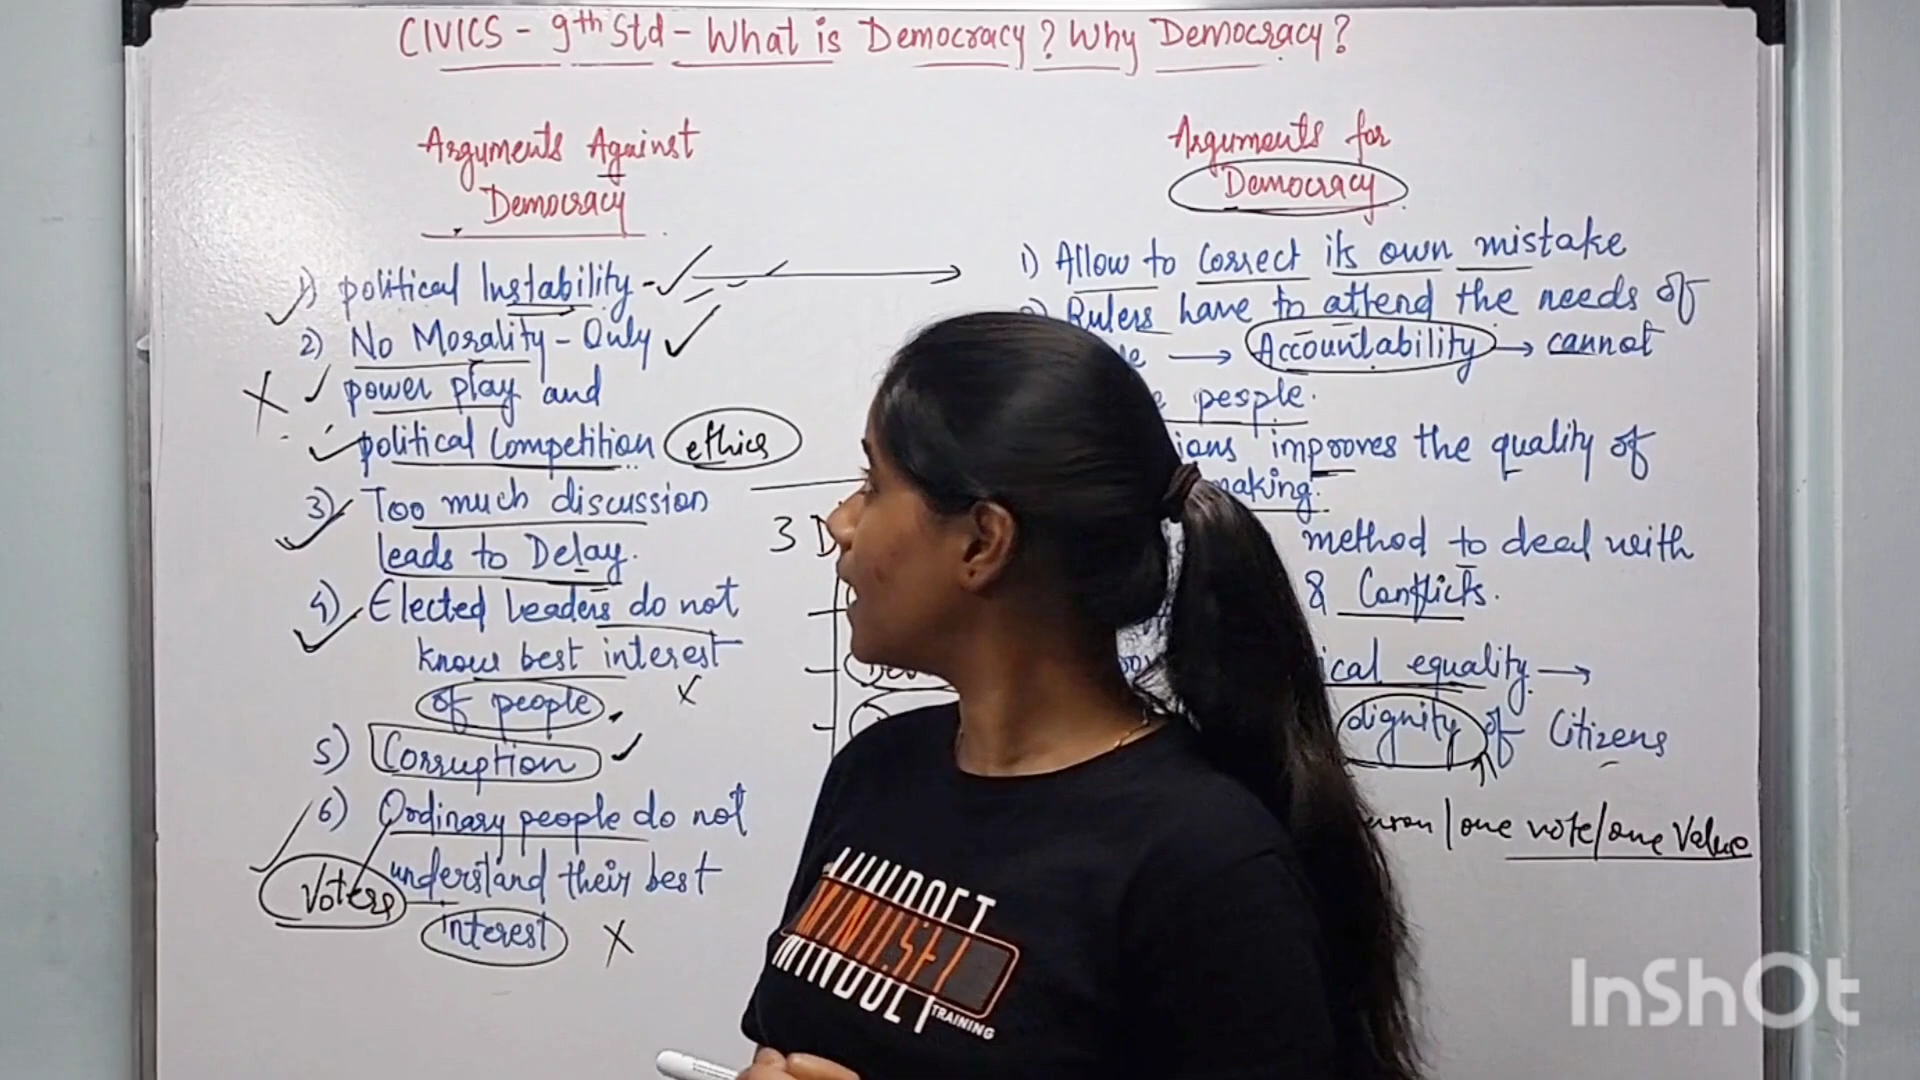 CIVICS - 9th Std - What is Democracy? Why Democracy?
Arguments Against
Democracy
1) political Instability -
2) No Morality - Only
power play and
political Competition ethics
3) Too much discussion
leads to Delay.
4) Elected Leaders do not
know best interest
of people
5) Corruption
6) Ordinary people do not
Voters understand their best
interest
3 D
Arguments for
Democracy
1) Allow to correct its own mistake
Rulers have to attend the needs of
→ Accountability → cannot
people.
improves the quality of
making.
method to deal with
& Conflicts.
equality →
dignity of Citizens
one vote/one Value
MINDSET
TRAINING
InShOt